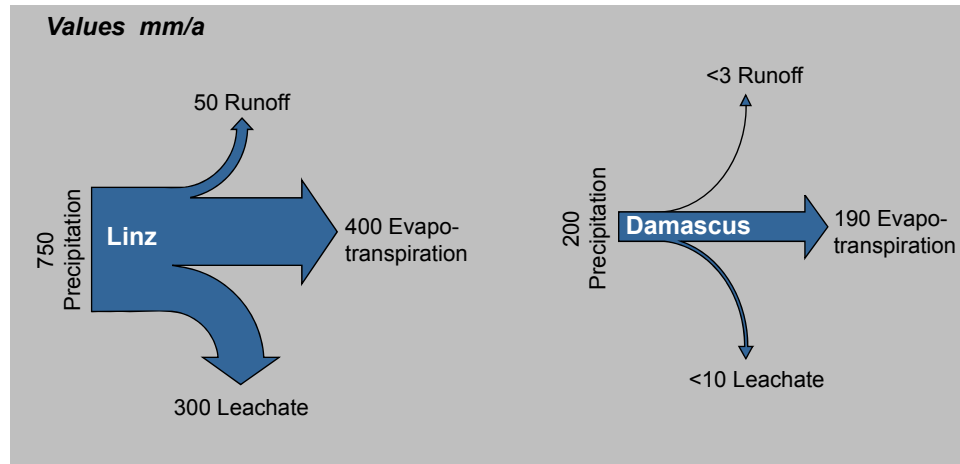 Values mm/a
50 Runoff
750
Precipitation
Linz
400 Evapo-
transpiration
300 Leachate
<3 Runoff
200
Precipitation
Damascus
190 Evapo-
transpiration
<10 Leachate